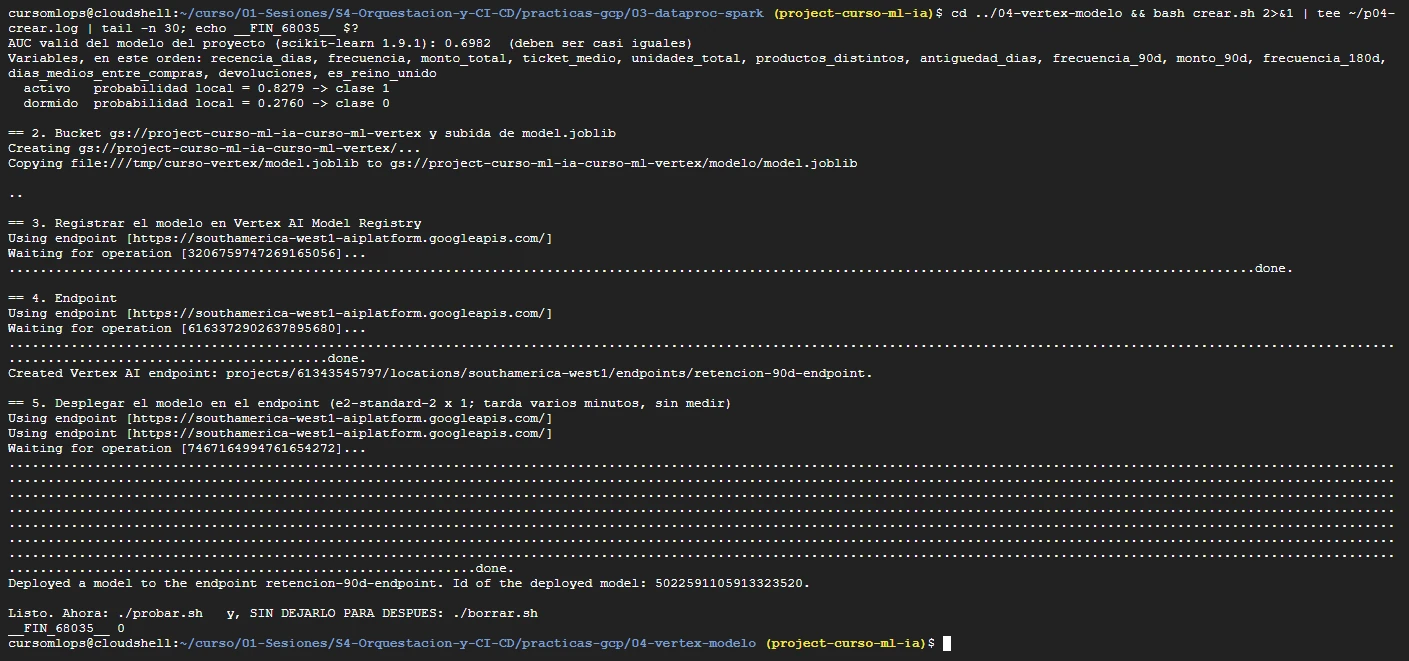 cursomlops@cloudshell:~/curso/01-Sesiones/S4-Orquestacion-y-CI-CD/practicas-gcp/03-dataproc-spark (project-curso-ml-ia)$ cd ../04-vertex-modelo && bash crear.sh 2>&1 | tee ~/p04-
crear.log | tail -n 30; echo __FIN_68035__ $?
AUC valid del modelo del proyecto (scikit-learn 1.9.1): 0.6982  (deben ser casi iguales)
Variables, en este orden: recencia_dias, frecuencia, monto_total, ticket_medio, unidades_total, productos_distintos, antiguedad_dias, frecuencia_90d, monto_90d, frecuencia_180d,
dias_medios_entre_compras, devoluciones, es_reino_unido
  activo   probabilidad local = 0.8279 -> clase 1
  dormido  probabilidad local = 0.2760 -> clase 0
== 2. Bucket gs://project-curso-ml-ia-curso-ml-vertex y subida de model.joblib
Creating gs://project-curso-ml-ia-curso-ml-vertex/...
Copying file:///tmp/curso-vertex/model.joblib to gs://project-curso-ml-ia-curso-ml-vertex/modelo/model.joblib
..
== 3. Registrar el modelo en Vertex AI Model Registry
Using endpoint [https://southamerica-west1-aiplatform.googleapis.com/]
Waiting for operation [3206759747269165056]...
...............................................................................................................................................................done.
== 4. Endpoint
Using endpoint [https://southamerica-west1-aiplatform.googleapis.com/]
Waiting for operation [6163372902637895680]...
.................................................................................................................................................................................
.........................................done.
Created Vertex AI endpoint: projects/61343545797/locations/southamerica-west1/endpoints/retencion-90d-endpoint.
== 5. Desplegar el modelo en el endpoint (e2-standard-2 x 1; tarda varios minutos, sin medir)
Using endpoint [https://southamerica-west1-aiplatform.googleapis.com/]
Using endpoint [https://southamerica-west1-aiplatform.googleapis.com/]
Waiting for operation [7467164994761654272]...
.................................................................................................................................................................................
.................................................................................................................................................................................
.................................................................................................................................................................................
.................................................................................................................................................................................
.................................................................................................................................................................................
.................................................................................................................................................................................
.................................................................................................................................................................................
............................................................done.
Deployed a model to the endpoint retencion-90d-endpoint. Id of the deployed model: 5022591105913323520.
Listo. Ahora: ./probar.sh   y, SIN DEJARLO PARA DESPUES: ./borrar.sh
__FIN_68035__ 0
cursomlops@cloudshell:~/curso/01-Sesiones/S4-Orquestacion-y-CI-CD/practicas-gcp/04-vertex-modelo (project-curso-ml-ia)$